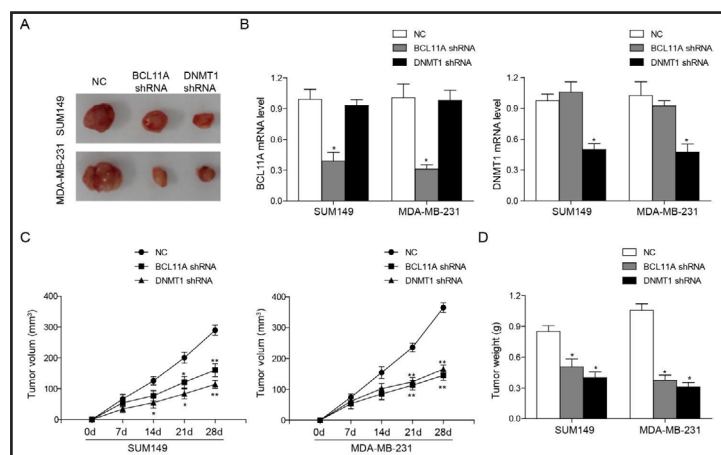 A
NC
BCL11A shRNA
DNMT1 shRNA
SUM149
MDA-MB-231
B
NC
BCL11A shRNA
DNMT1 shRNA
BCL11A mRNA level
1.2
0.9
0.6
0.3
0.0
*
*
SUM149
MDA-MB-231
NC
BCL11A shRNA
DNMT1 shRNA
DNMT1 mRNA level
1.2
0.9
0.6
0.3
0.0
*
*
SUM149
MDA-MB-231
C
NC
BCL11A shRNA
DNMT1 shRNA
Tumor volum (mm³)
400
300
200
100
0
*
*
*
**
**
0d 7d 14d 21d 28d
SUM149
NC
BCL11A shRNA
DNMT1 shRNA
Tumor volum (mm³)
400
300
200
100
0
**
**
**
**
0d 7d 14d 21d 28d
MDA-MB-231
D
NC
BCL11A shRNA
DNMT1 shRNA
Tumor weight (g)
1.2
0.9
0.6
0.3
0.0
* *
* *
SUM149
MDA-MB-231